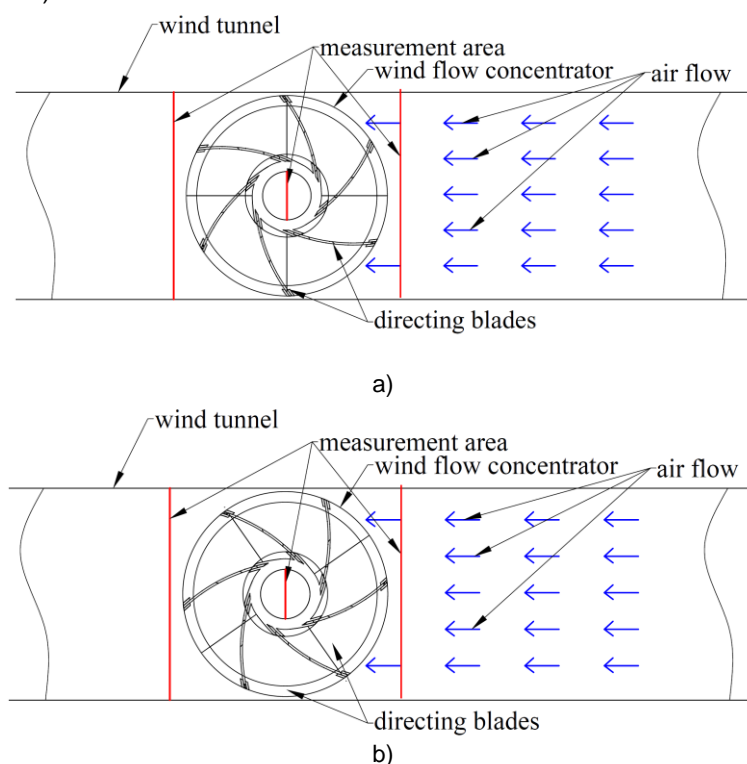 wind tunnel
measurement area
wind flow concentrator
air flow
directing blades
a)
wind tunnel
measurement area
wind flow concentrator
air flow
directing blades
b)